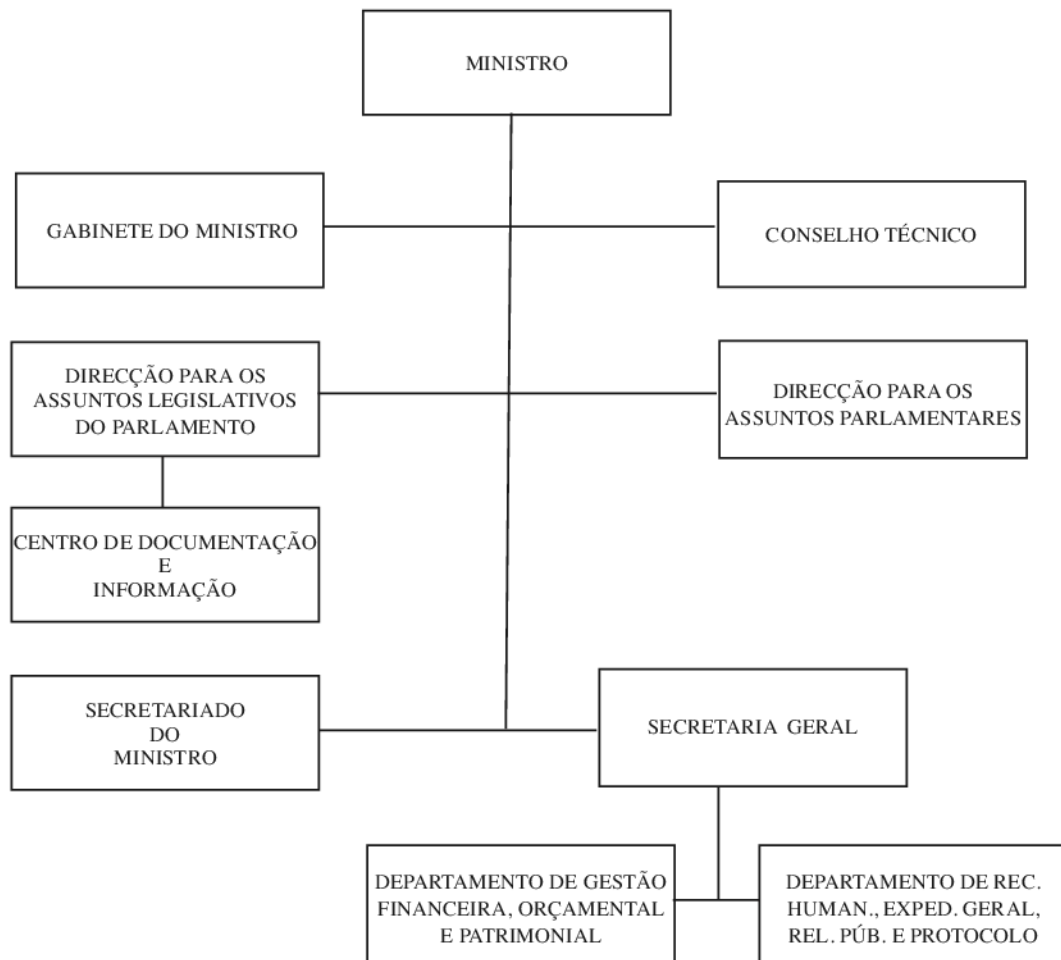 MINISTRO
GABINETE DO MINISTRO
CONSELHO TÉCNICO
DIRECÇÃO PARA OS
ASSUNTOS LEGISLATIVOS
DO PARLAMENTO
DIRECÇÃO PARA OS
ASSUNTOS PARLAMENTARES
CENTRO DE DOCUMENTAÇÃO
E
INFORMAÇÃO
SECRETARIADO
DO
MINISTRO
SECRETARIA GERAL
DEPARTAMENTO DE GESTÃO
FINANCEIRA, ORÇAMENTAL
E PATRIMONIAL
DEPARTAMENTO DE REC.
HUMAN., EXPED. GERAL,
REL. PÚB. E PROTOCOLO